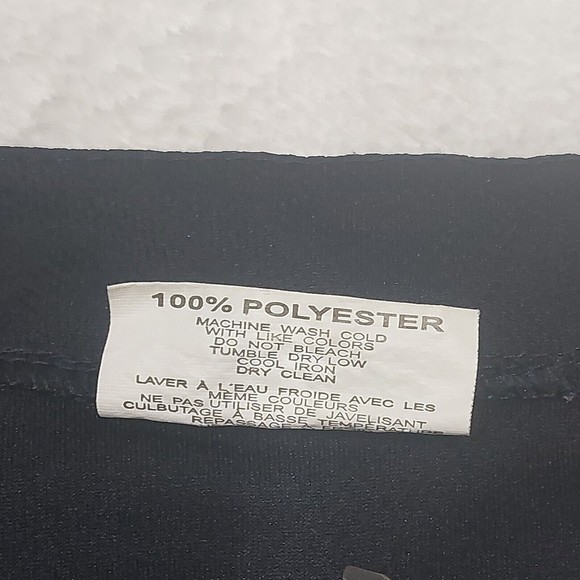 100% POLYESTER
MACHINE WASH COLD
WITH LIKE COLORS
DO NOT BLEACH
TUMBLE DRY LOW
COOL IRON
DRY CLEAN
LAVER À L'EAU FROIDE AVEC LES
MÊME COULEURS
NE PAS UTILISER DE JAVELISANT
CULBUTAGE À BASSE TEMPÉRATURE
REPASSAGE À